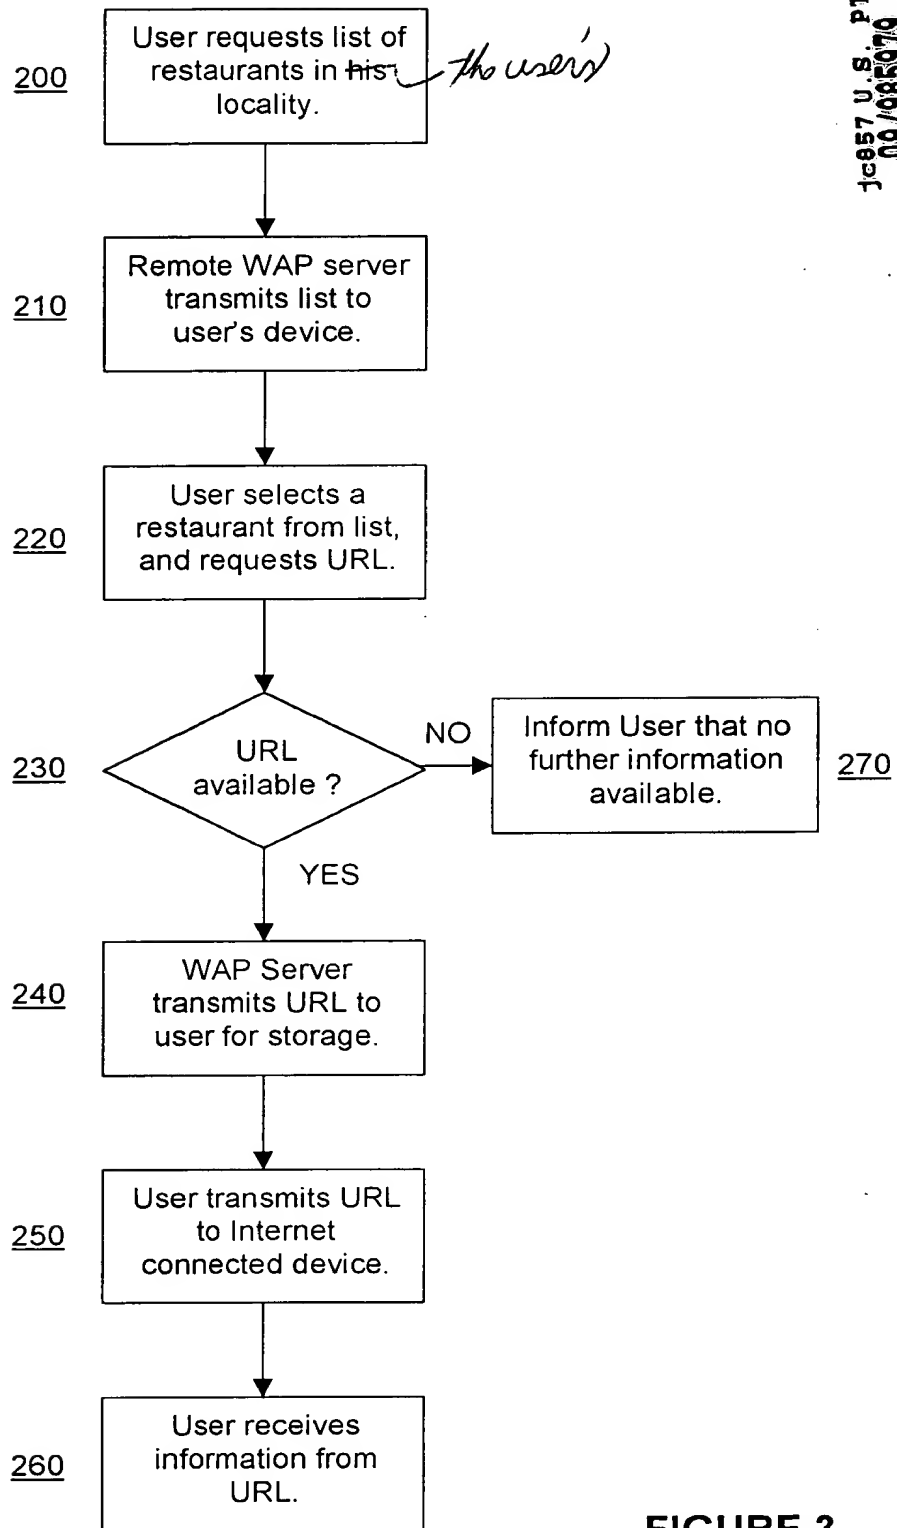 User requests list of
restaurants in his the user's
locality.
200
Remote WAP server
transmits list to
user's device.
210
User selects a
restaurant from list,
and requests URL.
220
URL
available ?
230
NO
Inform User that no
further information
available.
270
YES
WAP Server
transmits URL to
user for storage.
240
User transmits URL
to Internet
connected device.
250
User receives
information from
URL.
260
jc857 U.S.